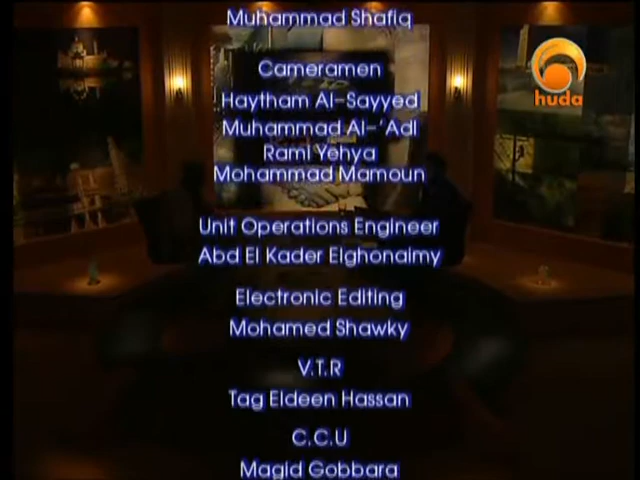 Muhammad Shafiq
Cameramen
Haytham Al-Sayyed
Muhammad Al-'Adl
Rami Yehya
Mohammad Mamoun
Unit Operations Engineer
Abd El Kader Elghonaimy
Electronic Editing
Mohamed Shawky
V.T.R
Tag Eldeen Hassan
C.C.U
Magid Gobbara
huda